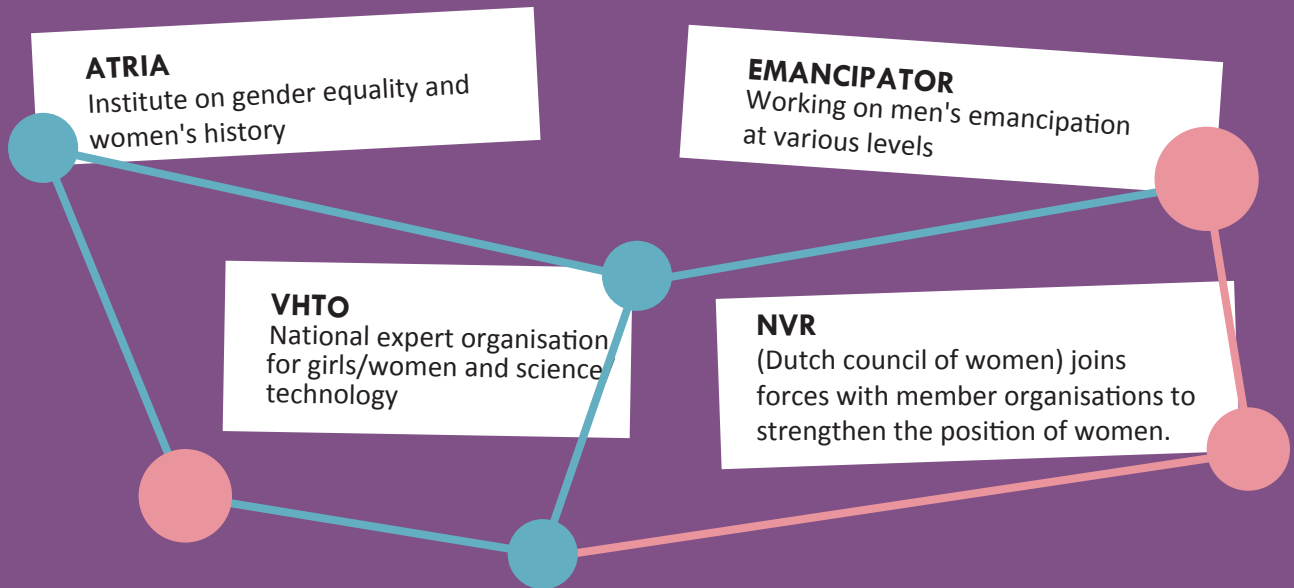 ATRIA
Institute on gender equality and
women's history
EMANCIPATOR
Working on men's emancipation
at various levels
VHTO
National expert organisation
for girls/women and science/
technology
NVR
(Dutch council of women) joins
forces with member organisations to
strengthen the position of women.